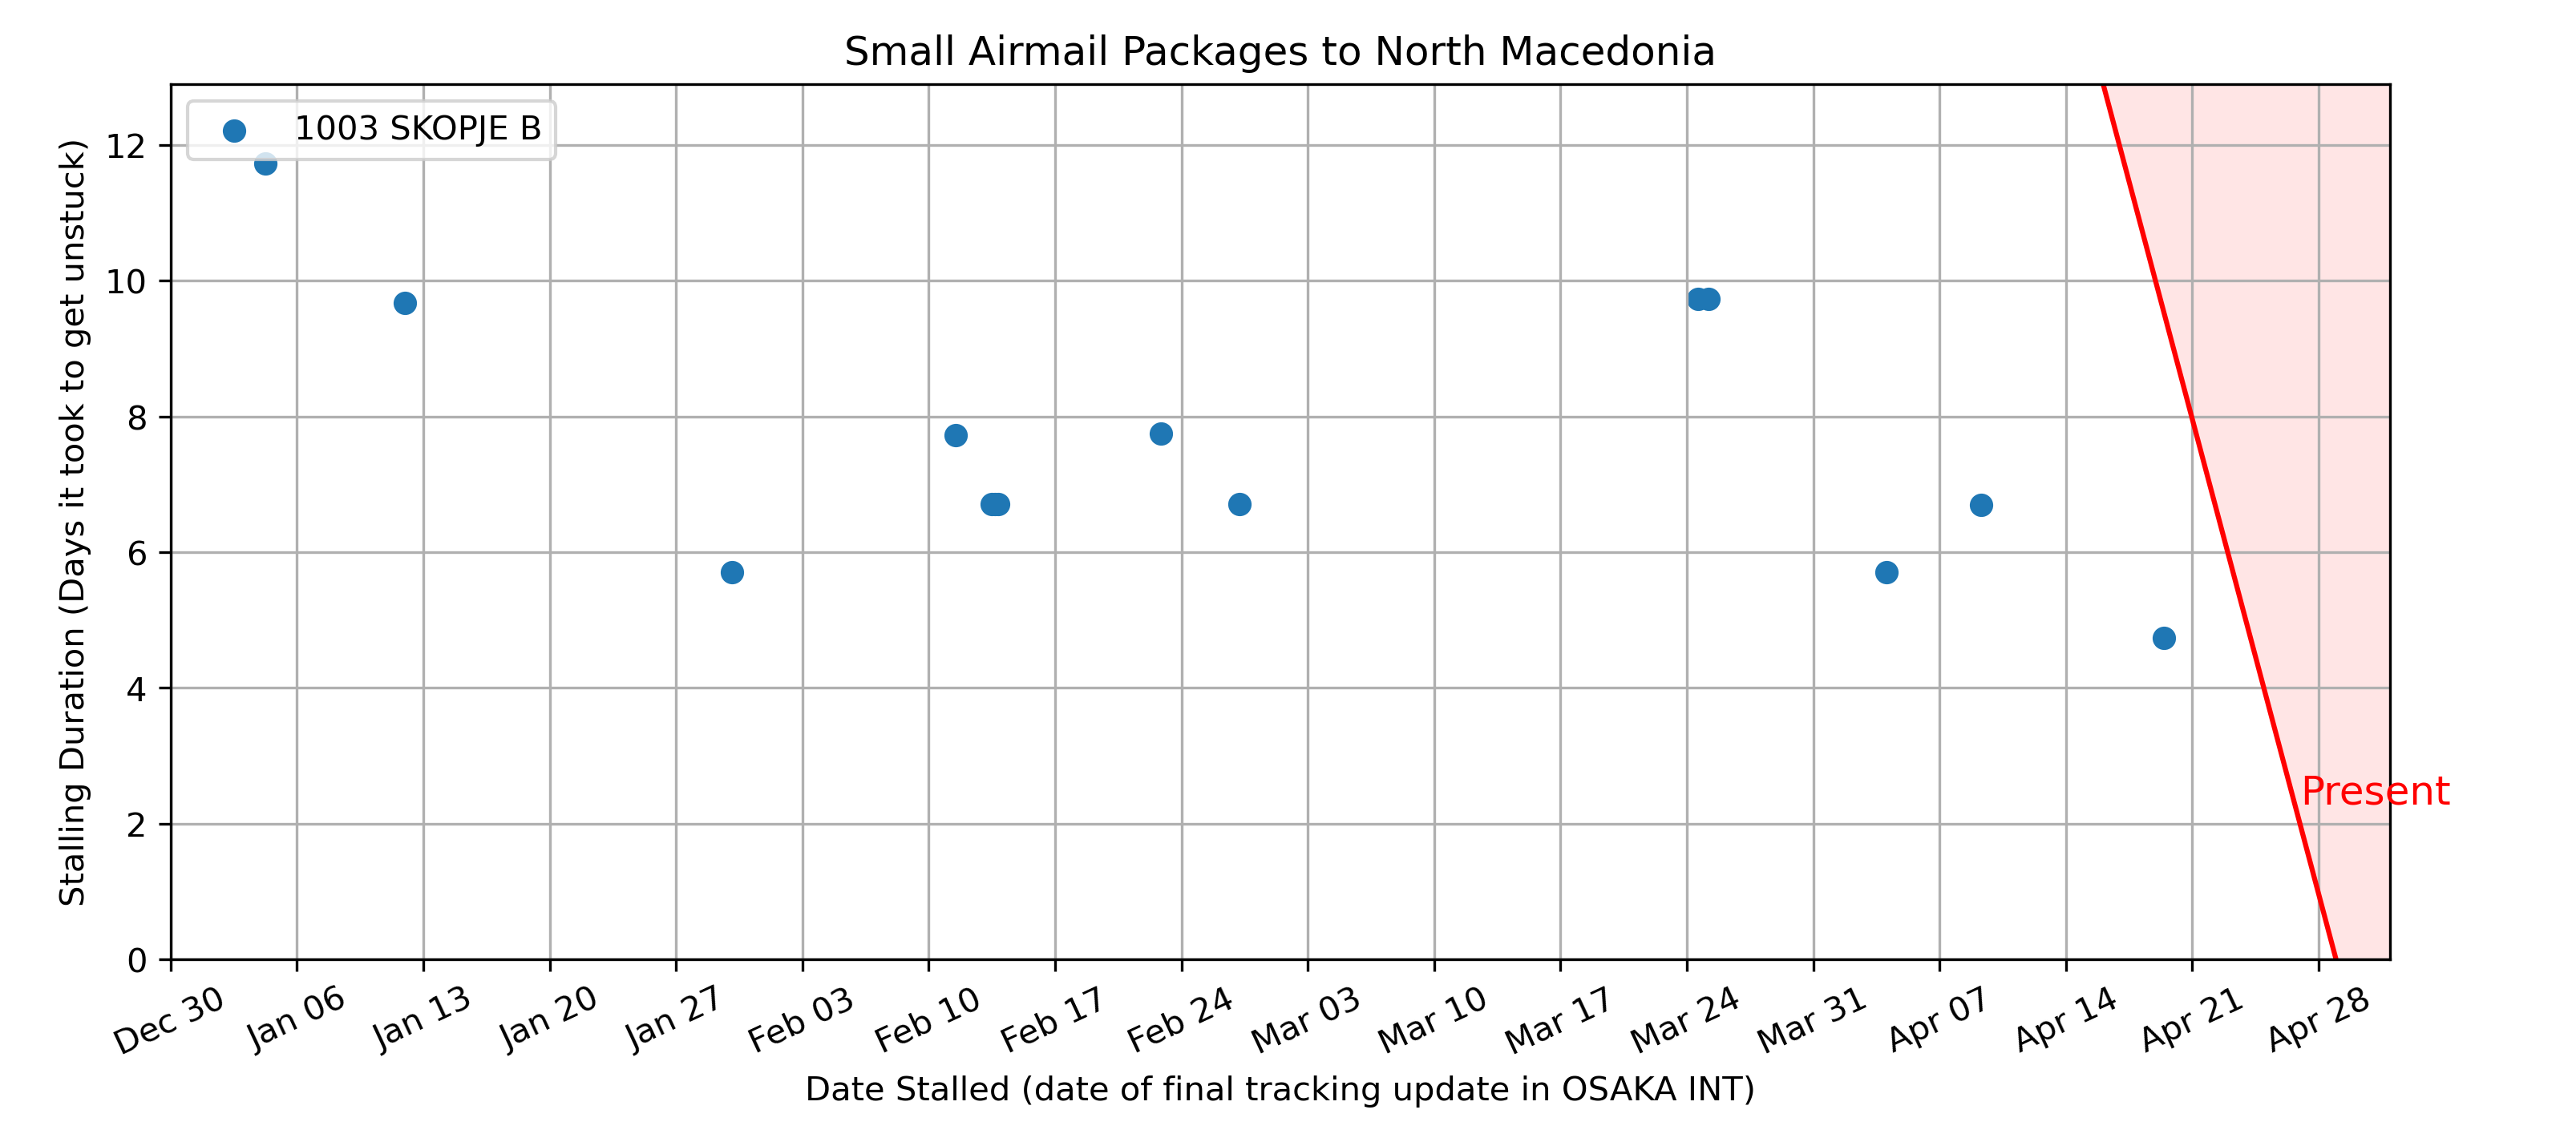 Small Airmail Packages to North Macedonia
1003 SKOPJE B
Stalling Duration (Days it took to get unstuck)
12
10
8
6
4
2
0
Present
Dec 30
Jan 06
Jan 13
Jan 20
Jan 27
Feb 03
Feb 10
Feb 17
Feb 24
Mar 03
Mar 10
Mar 17
Mar 24
Mar 31
Apr 07
Apr 14
Apr 21
Apr 28
Date Stalled (date of final tracking update in OSAKA INT)